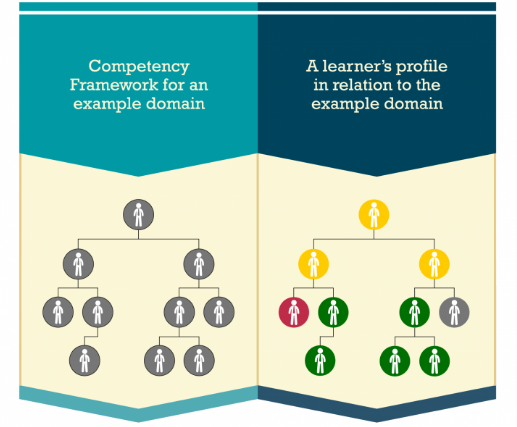 Competency
Framework for an
example domain
A learner's profile
in relation to the
example domain